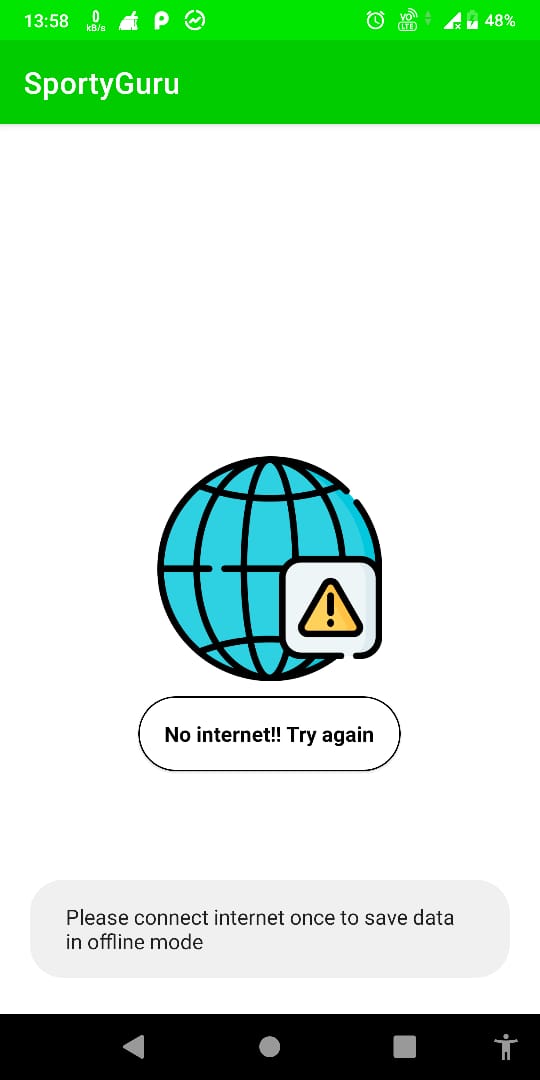 13:58 0 kB/s VO LTE 48%
SportyGuru
No internet!! Try again
Please connect internet once to save data
in offline mode